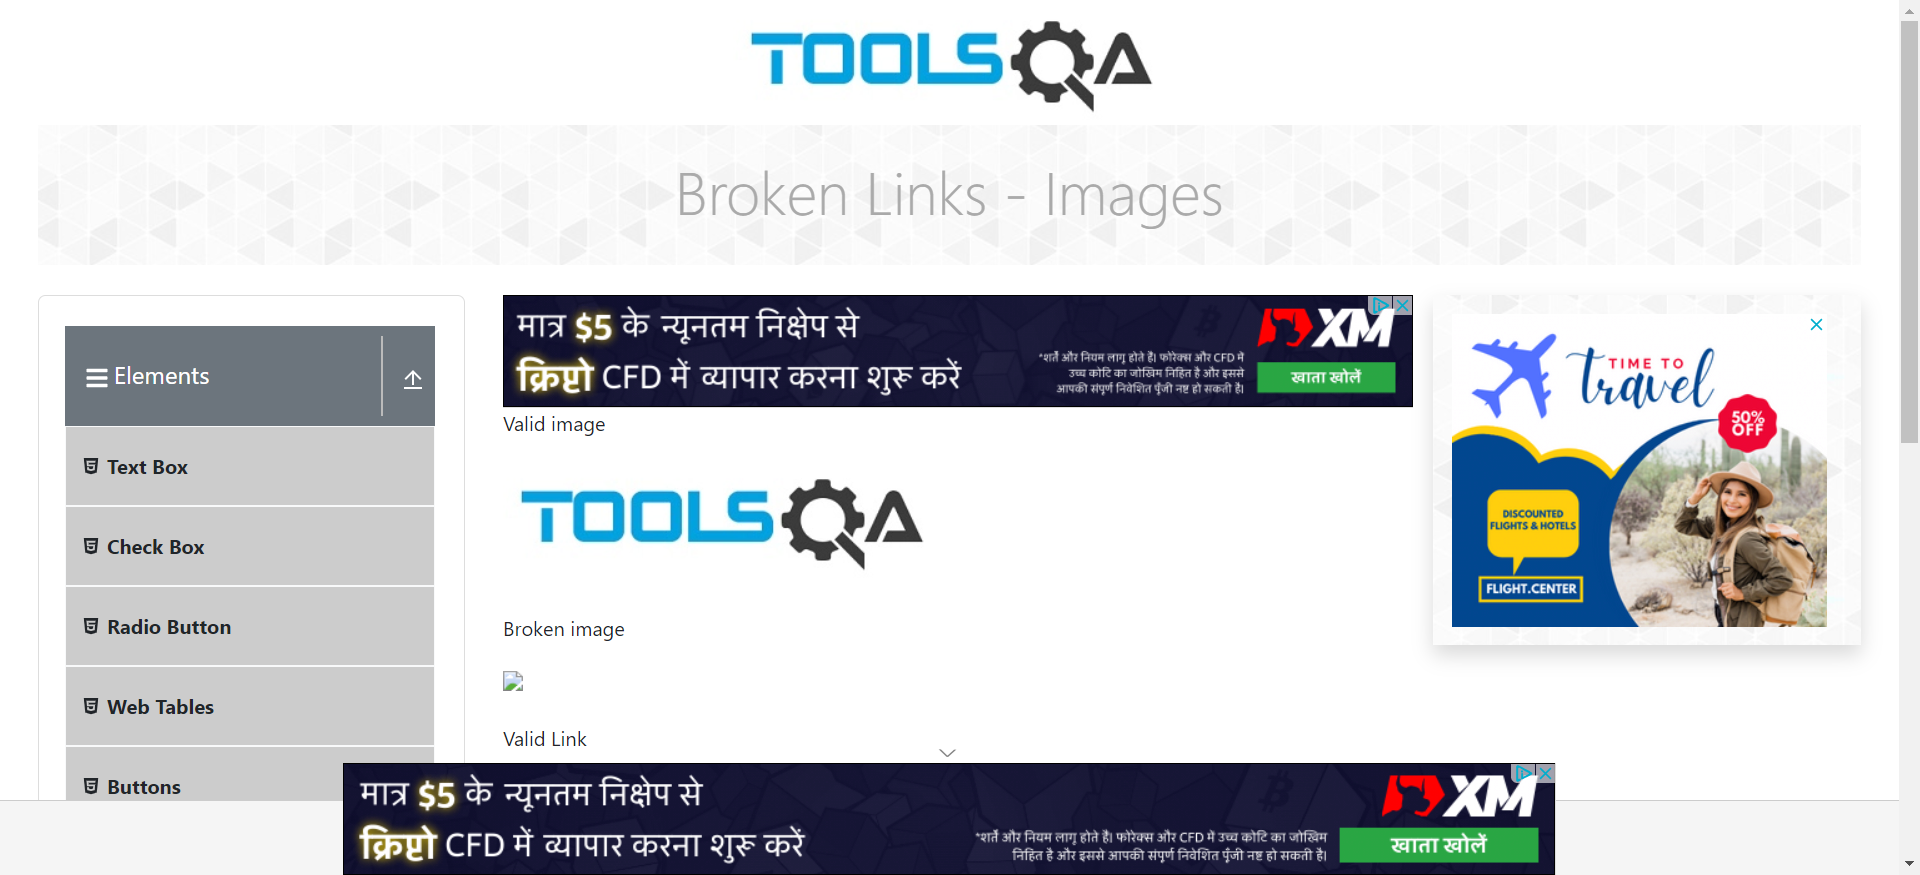 TOOLSQA
Broken Links - Images
Elements
Text Box
Check Box
Radio Button
Web Tables
Buttons
मात्र $5 के न्यूनतम निक्षेप से
क्रिप्टो CFD में व्यापार करना शुरू करें
*शर्तें और नियम लागू होते हैं। फोरेक्स और CFD में
उच्च कोटि का जोखिम निहित है और इससे
आपकी संपूर्ण निवेशित पूँजी नष्ट हो सकती है।
XM
खाता खोलें
Valid image
TOOLSQA
Broken image
Valid Link
TIME TO
travel
50%
OFF
DISCOUNTED
FLIGHTS & HOTELS
FLIGHT.CENTER
मात्र $5 के न्यूनतम निक्षेप से
क्रिप्टो CFD में व्यापार करना शुरू करें
*शर्तें और नियम लागू होते हैं। फोरेक्स और CFD में उच्च कोटि का जोखिम
निहित है और इससे आपकी संपूर्ण निवेशित पूँजी नष्ट हो सकती है।
XM
खाता खोलें